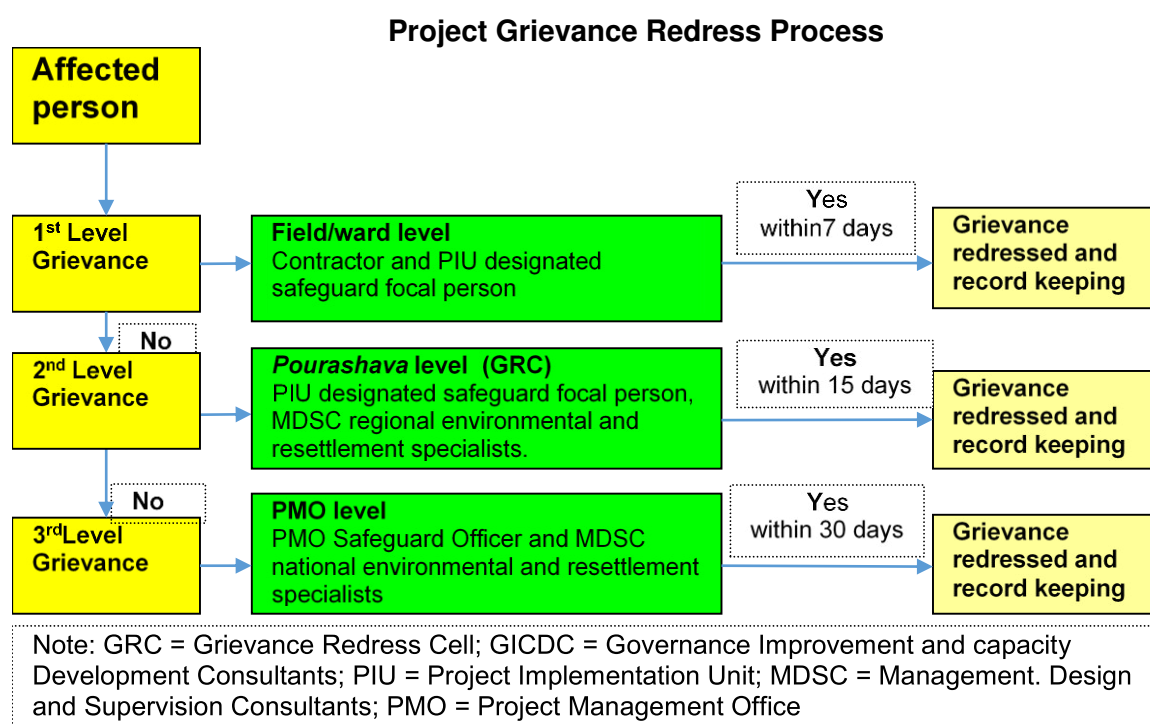 Project Grievance Redress Process
Affected
person
1st Level
Grievance
Field/ward level
Contractor and PIU designated
safeguard focal person
Yes
within7 days
Grievance
redressed and
record keeping
No
2nd Level
Grievance
Pourashava level (GRC)
PIU designated safeguard focal person,
MDSC regional environmental and
resettlement specialists.
Yes
within 15 days
Grievance
redressed and
record keeping
No
3rdLevel
Grievance
PMO level
PMO Safeguard Officer and MDSC
national environmental and resettlement
specialists
Yes
within 30 days
Grievance
redressed and
record keeping
Note: GRC = Grievance Redress Cell; GICDC = Governance Improvement and capacity
Development Consultants; PIU = Project Implementation Unit; MDSC = Management. Design
and Supervision Consultants; PMO = Project Management Office